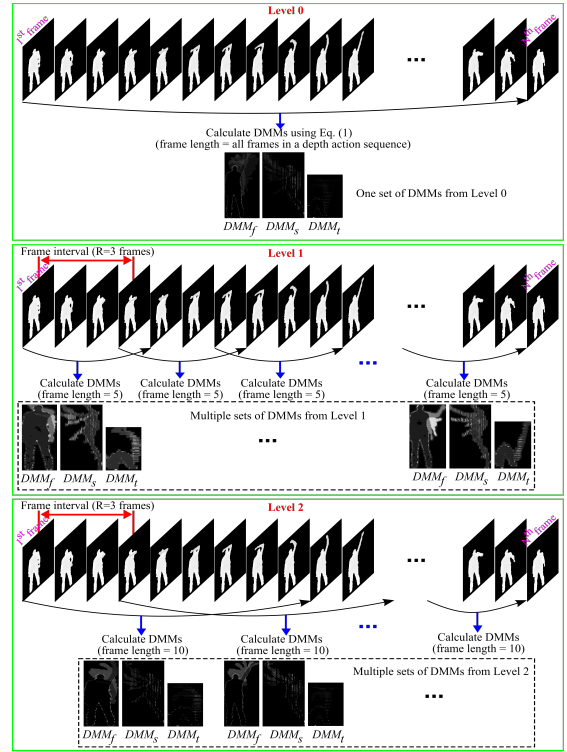 Level 0
1st frame
Nth frame
Calculate DMMs using Eq. (1)
(frame length = all frames in a depth action sequence)
One set of DMMs from Level 0
DMMf DMMs DMMt
Frame interval (R=3 frames)
Level 1
1st frame
Nth frame
Calculate DMMs Calculate DMMs Calculate DMMs Calculate DMMs
(frame length = 5) (frame length = 5) (frame length = 5) (frame length = 5)
Multiple sets of DMMs from Level 1
DMMf DMMs DMMt DMMf DMMs DMMt
Frame interval (R=3 frames)
Level 2
1st frame
Nth frame
Calculate DMMs Calculate DMMs Calculate DMMs
(frame length = 10) (frame length = 10) (frame length = 10)
Multiple sets of DMMs from Level 2
DMMf DMMs DMMt DMMf DMMs DMMt